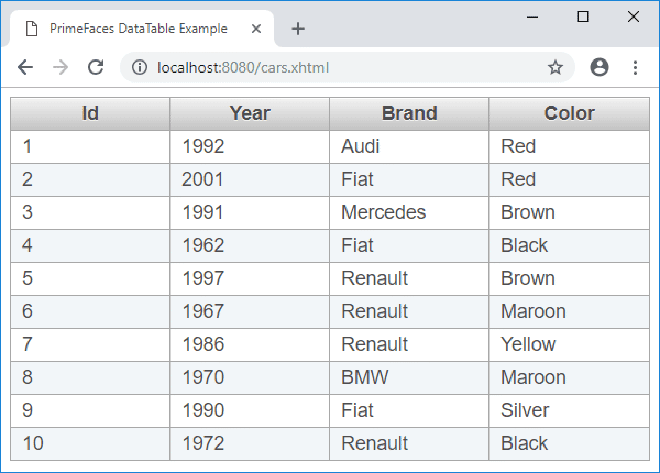 PrimeFaces DataTable Example
localhost:8080/cars.xhtml
Id Year Brand Color
1 1992 Audi Red
2 2001 Fiat Red
3 1991 Mercedes Brown
4 1962 Fiat Black
5 1997 Renault Brown
6 1967 Renault Maroon
7 1986 Renault Yellow
8 1970 BMW Maroon
9 1990 Fiat Silver
10 1972 Renault Black